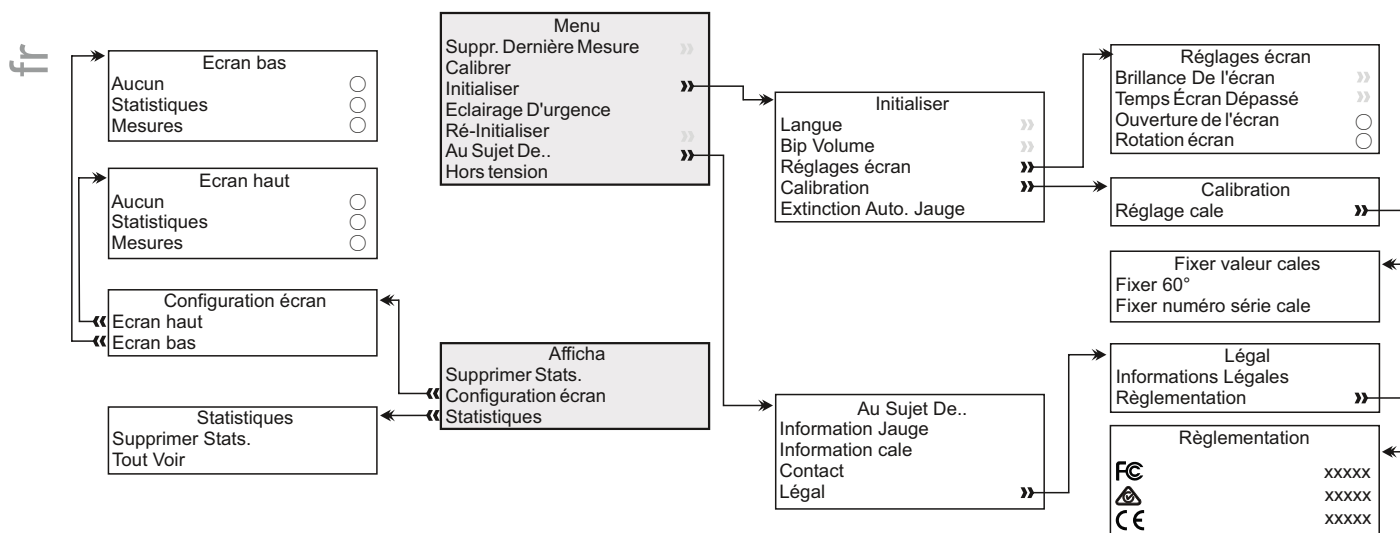 fr
Ecran bas
Aucun
Statistiques
Mesures
Ecran haut
Aucun
Statistiques
Mesures
Configuration écran
Ecran haut
Ecran bas
Statistiques
Supprimer Stats.
Tout Voir
Menu
Suppr. Dernière Mesure
Calibrer
Initialiser
Eclairage D'urgence
Ré-Initialiser
Au Sujet De..
Hors tension
Afficha
Supprimer Stats.
Configuration écran
Statistiques
Initialiser
Langue
Bip Volume
Réglages écran
Calibration
Extinction Auto. Jauge
Au Sujet De..
Information Jauge
Information cale
Contact
Légal
Réglages écran
Brillance De l'écran
Temps Écran Dépassé
Ouverture de l'écran
Rotation écran
Calibration
Réglage cale
Fixer valeur cales
Fixer 60°
Fixer numéro série cale
Légal
Informations Légales
Règlementation
Règlementation
FC xxxxx
xxxxx
CE xxxxx